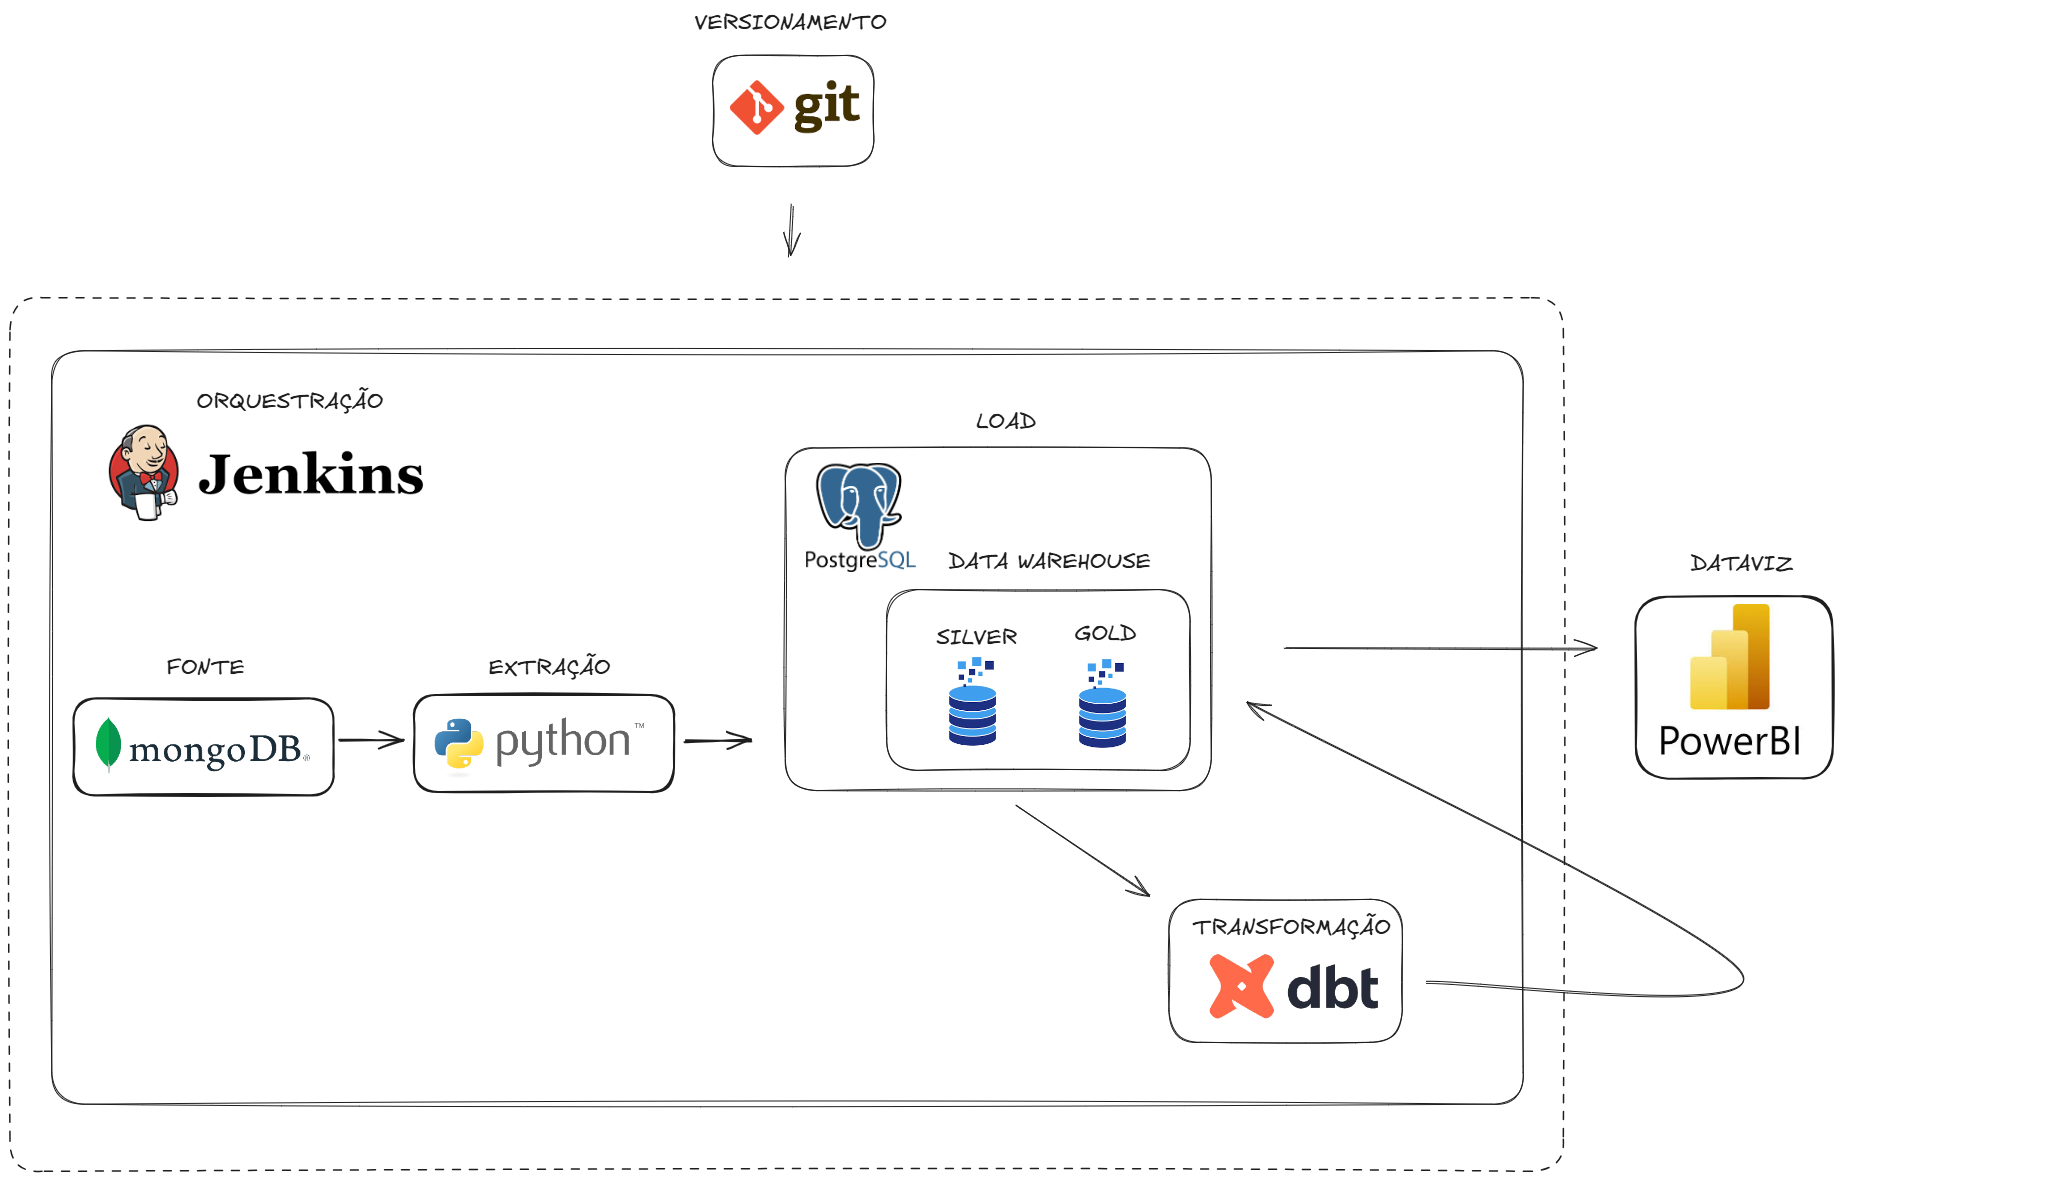 VERSIONAMENTO
git
ORQUESTRAÇÃO
Jenkins
LOAD
PostgreSQL
DATA WAREHOUSE
SILVER
GOLD
FONTE
mongoDB®
EXTRAÇÃO
python™
TRANSFORMAÇÃO
dbt
DATAVIZ
PowerBI